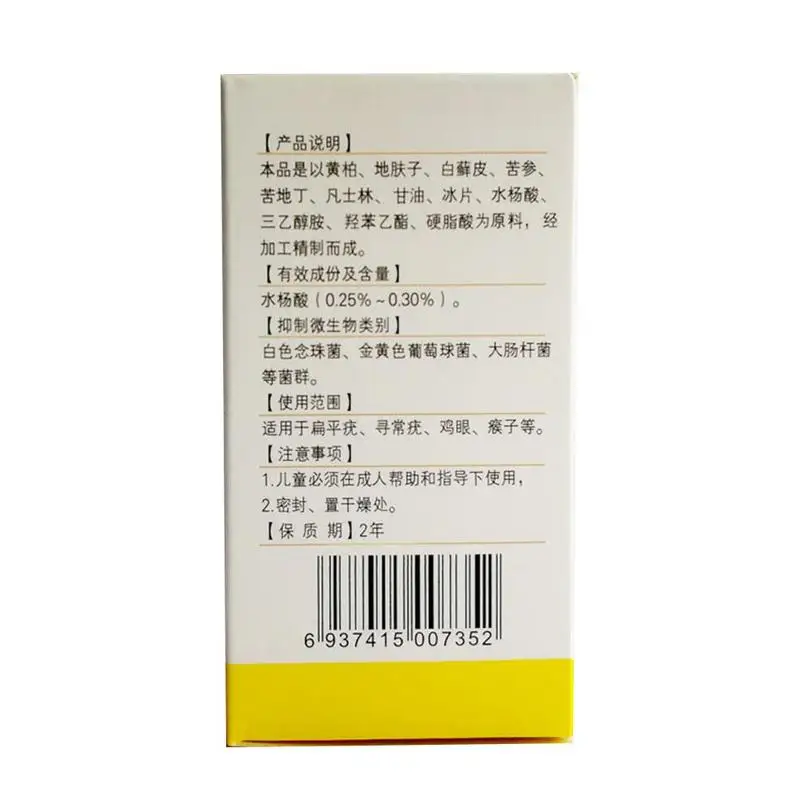 【产品说明】
本品是以黄柏、地肤子、白藓皮、苦参、
苦地丁、凡士林、甘油、冰片、水杨酸、
三乙醇胺、羟苯乙酯、硬脂酸为原料，经
加工精制而成。
【有效成份及含量】
水杨酸（0.25%~0.30%）。
【抑制微生物类别】
白色念珠菌、金黄色葡萄球菌、大肠杆菌
等菌群。
【使用范围】
适用于扁平疣、寻常疣、鸡眼、瘊子等。
【注意事项】
1.儿童必须在成人帮助和指导下使用，
2.密封、置干燥处。
【保 质 期】2年
6 937415 007352